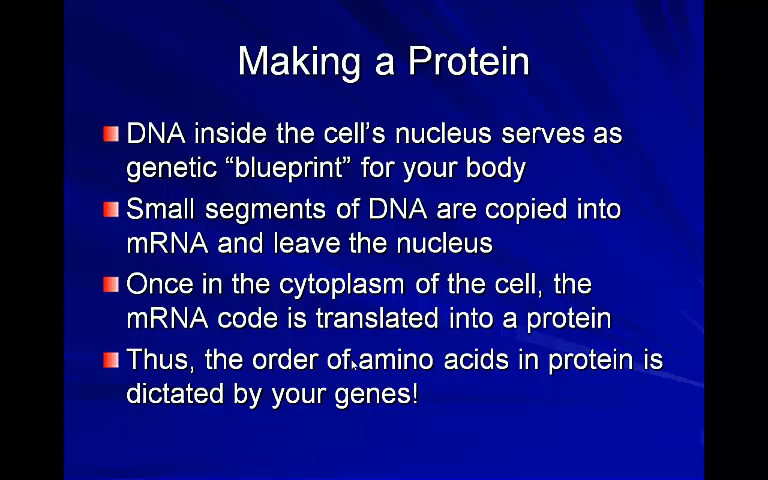 Making a Protein
DNA inside the cell's nucleus serves as
genetic “blueprint” for your body
Small segments of DNA are copied into
mRNA and leave the nucleus
Once in the cytoplasm of the cell, the
mRNA code is translated into a protein
Thus, the order of amino acids in protein is
dictated by your genes!